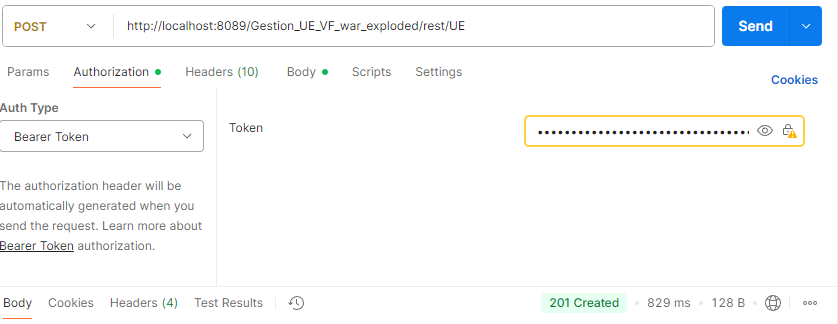 POST http://localhost:8089/Gestion_UE_VF_war_exploded/rest/UE Send
Params Authorization Headers (10) Body Scripts Settings Cookies
Auth Type
Bearer Token
Token ••••••••••••••••••••••••••••••••
The authorization header will be
automatically generated when you
send the request. Learn more about
Bearer Token authorization.
Body Cookies Headers (4) Test Results 201 Created • 829 ms • 128 B